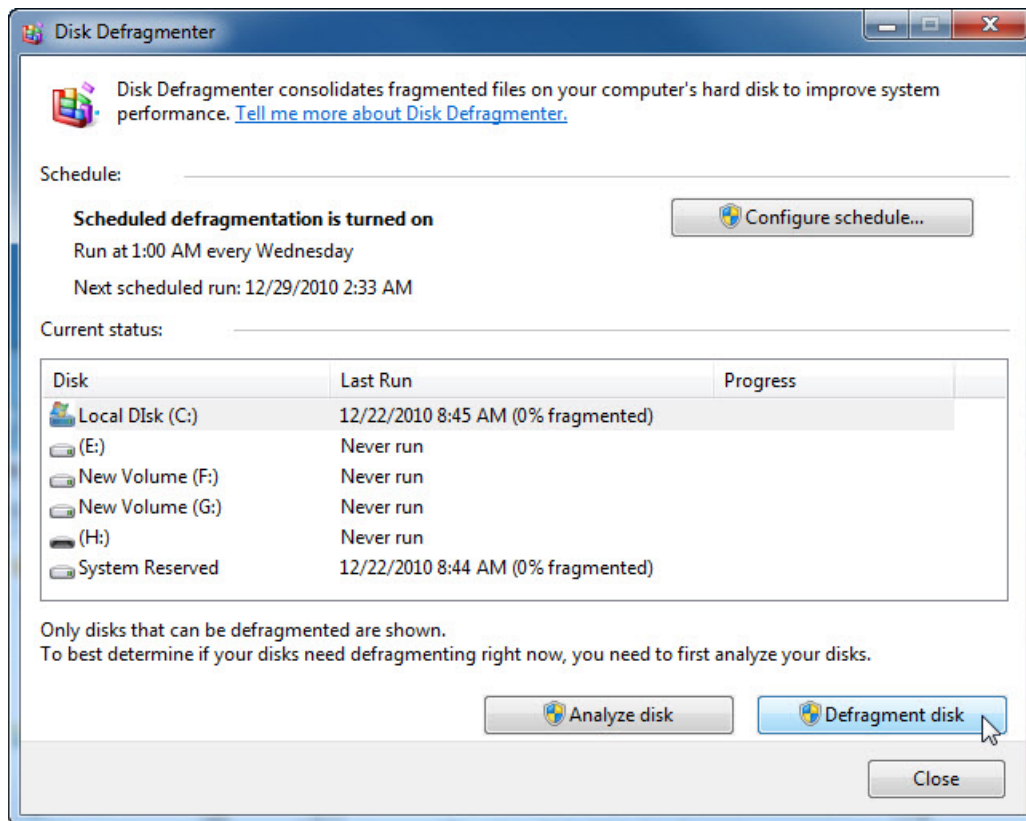 Disk Defragmenter
Disk Defragmenter consolidates fragmented files on your computer's hard disk to improve system
performance. Tell me more about Disk Defragmenter.
Schedule:
Scheduled defragmentation is turned on
Configure schedule...
Run at 1:00 AM every Wednesday
Next scheduled run: 12/29/2010 2:33 AM
Current status:
Disk Last Run Progress
Local DIsk (C:) 12/22/2010 8:45 AM (0% fragmented)
(E:) Never run
New Volume (F:) Never run
New Volume (G:) Never run
(H:) Never run
System Reserved 12/22/2010 8:44 AM (0% fragmented)
Only disks that can be defragmented are shown.
To best determine if your disks need defragmenting right now, you need to first analyze your disks.
Analyze disk Defragment disk
Close